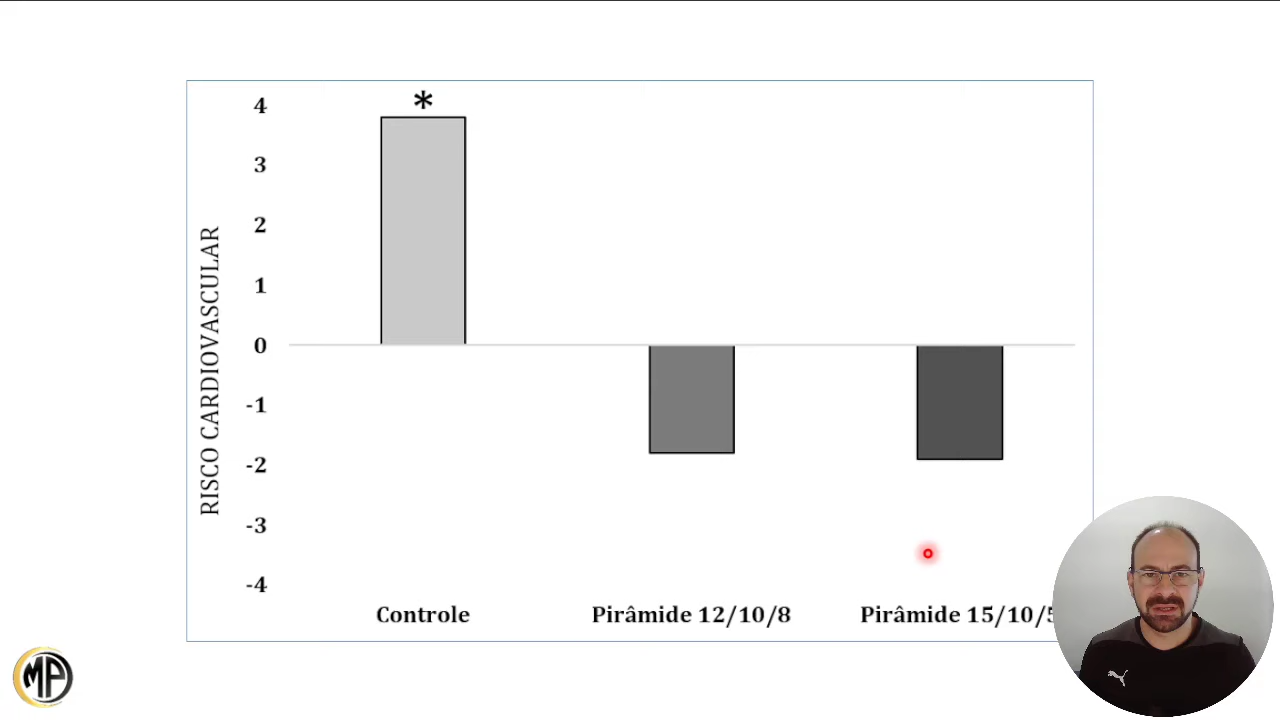 *
4
3
2
1
0
-1
-2
-3
-4
RISCO CARDIOVASCULAR
Controle
Pirâmide 12/10/8
Pirâmide 15/10/5
MP